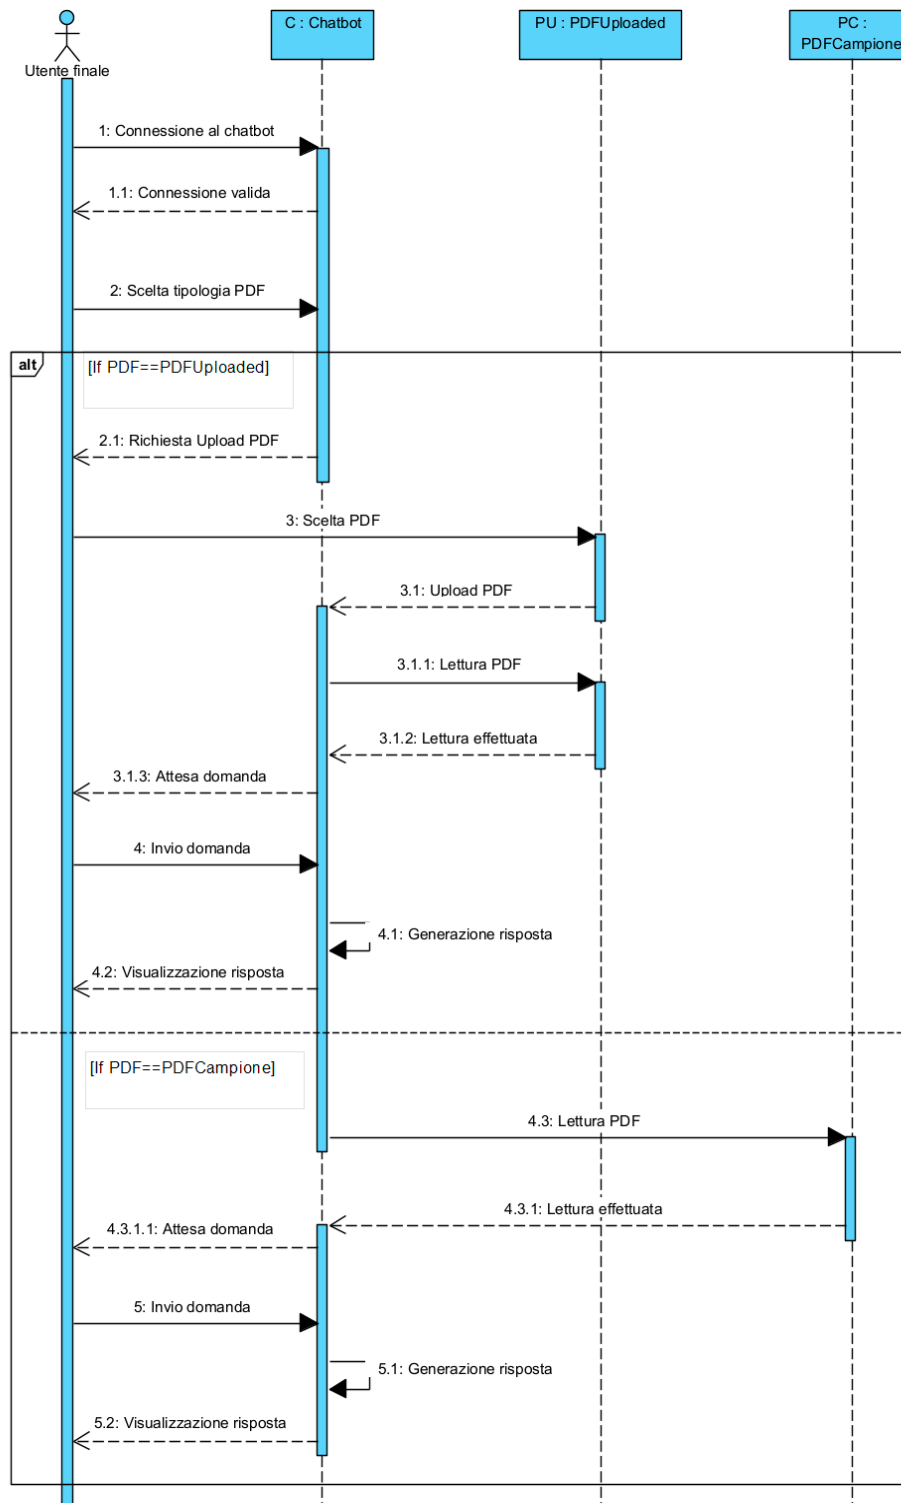 Utente finale
C : Chatbot
PU : PDFUploaded
PC :
PDFCampione
1: Connessione al chatbot
1.1: Connessione valida
2: Scelta tipologia PDF
alt
[If PDF==PDFUploaded]
2.1: Richiesta Upload PDF
3: Scelta PDF
3.1: Upload PDF
3.1.1: Lettura PDF
3.1.2: Lettura effettuata
3.1.3: Attesa domanda
4: Invio domanda
4.1: Generazione risposta
4.2: Visualizzazione risposta
[If PDF==PDFCampione]
4.3: Lettura PDF
4.3.1: Lettura effettuata
4.3.1.1: Attesa domanda
5: Invio domanda
5.1: Generazione risposta
5.2: Visualizzazione risposta